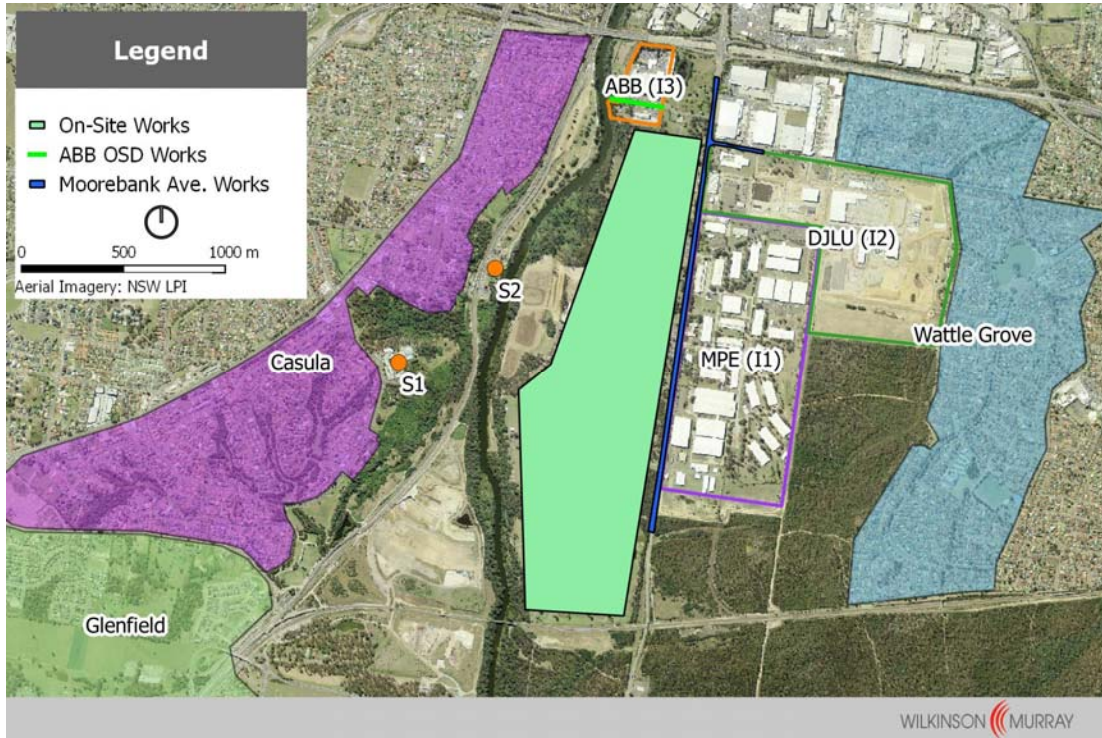 Legend
On-Site Works
ABB OSD Works
Moorebank Ave. Works
0 500 1000 m
Aerial Imagery: NSW LPI
ABB (I3)
DJLU (I2)
S2
Wattle Grove
Casula
S1
MPE (I1)
Glenfield
WILKINSON MURRAY